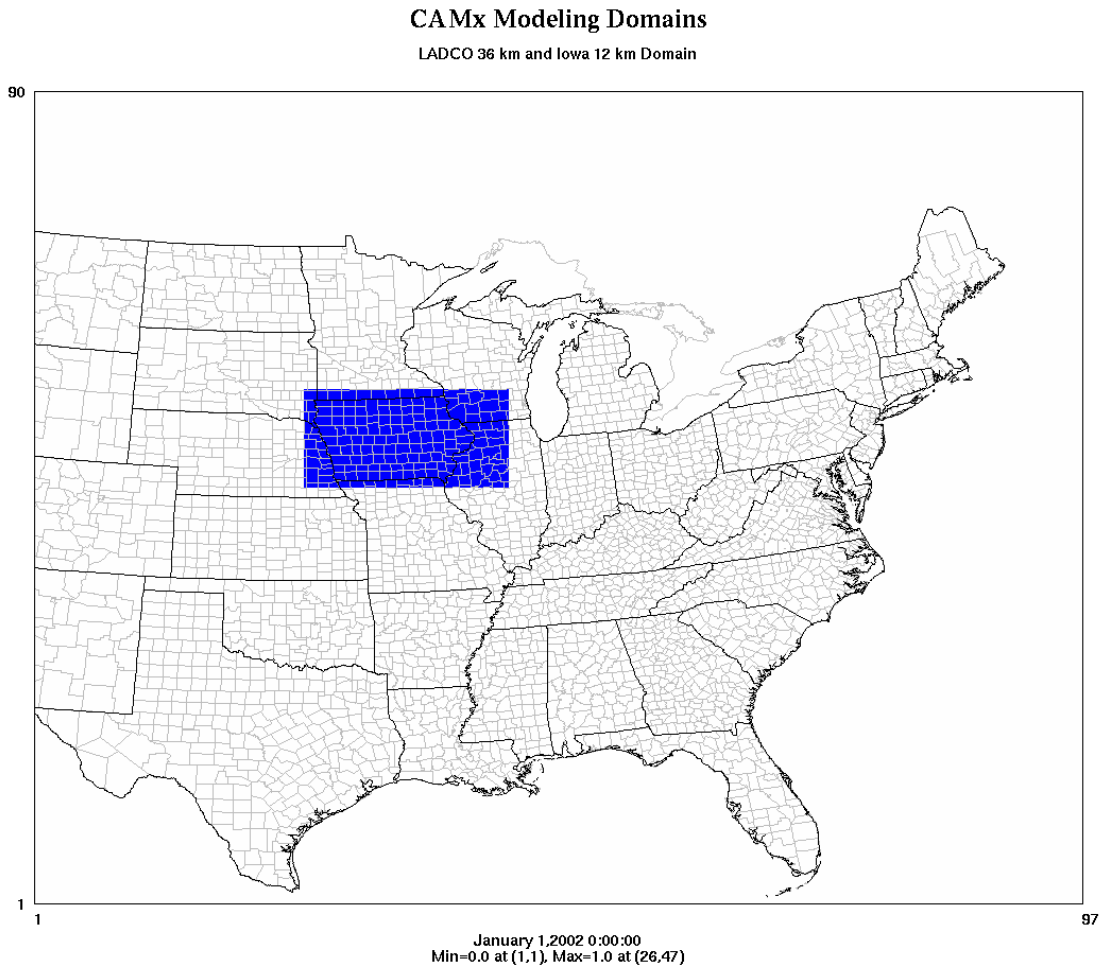 CAMx Modeling Domains
LADCO 36 km and Iowa 12 km Domain
90
1
1
97
January 1,2002 0:00:00
Min=0.0 at (1,1), Max=1.0 at (26,47)